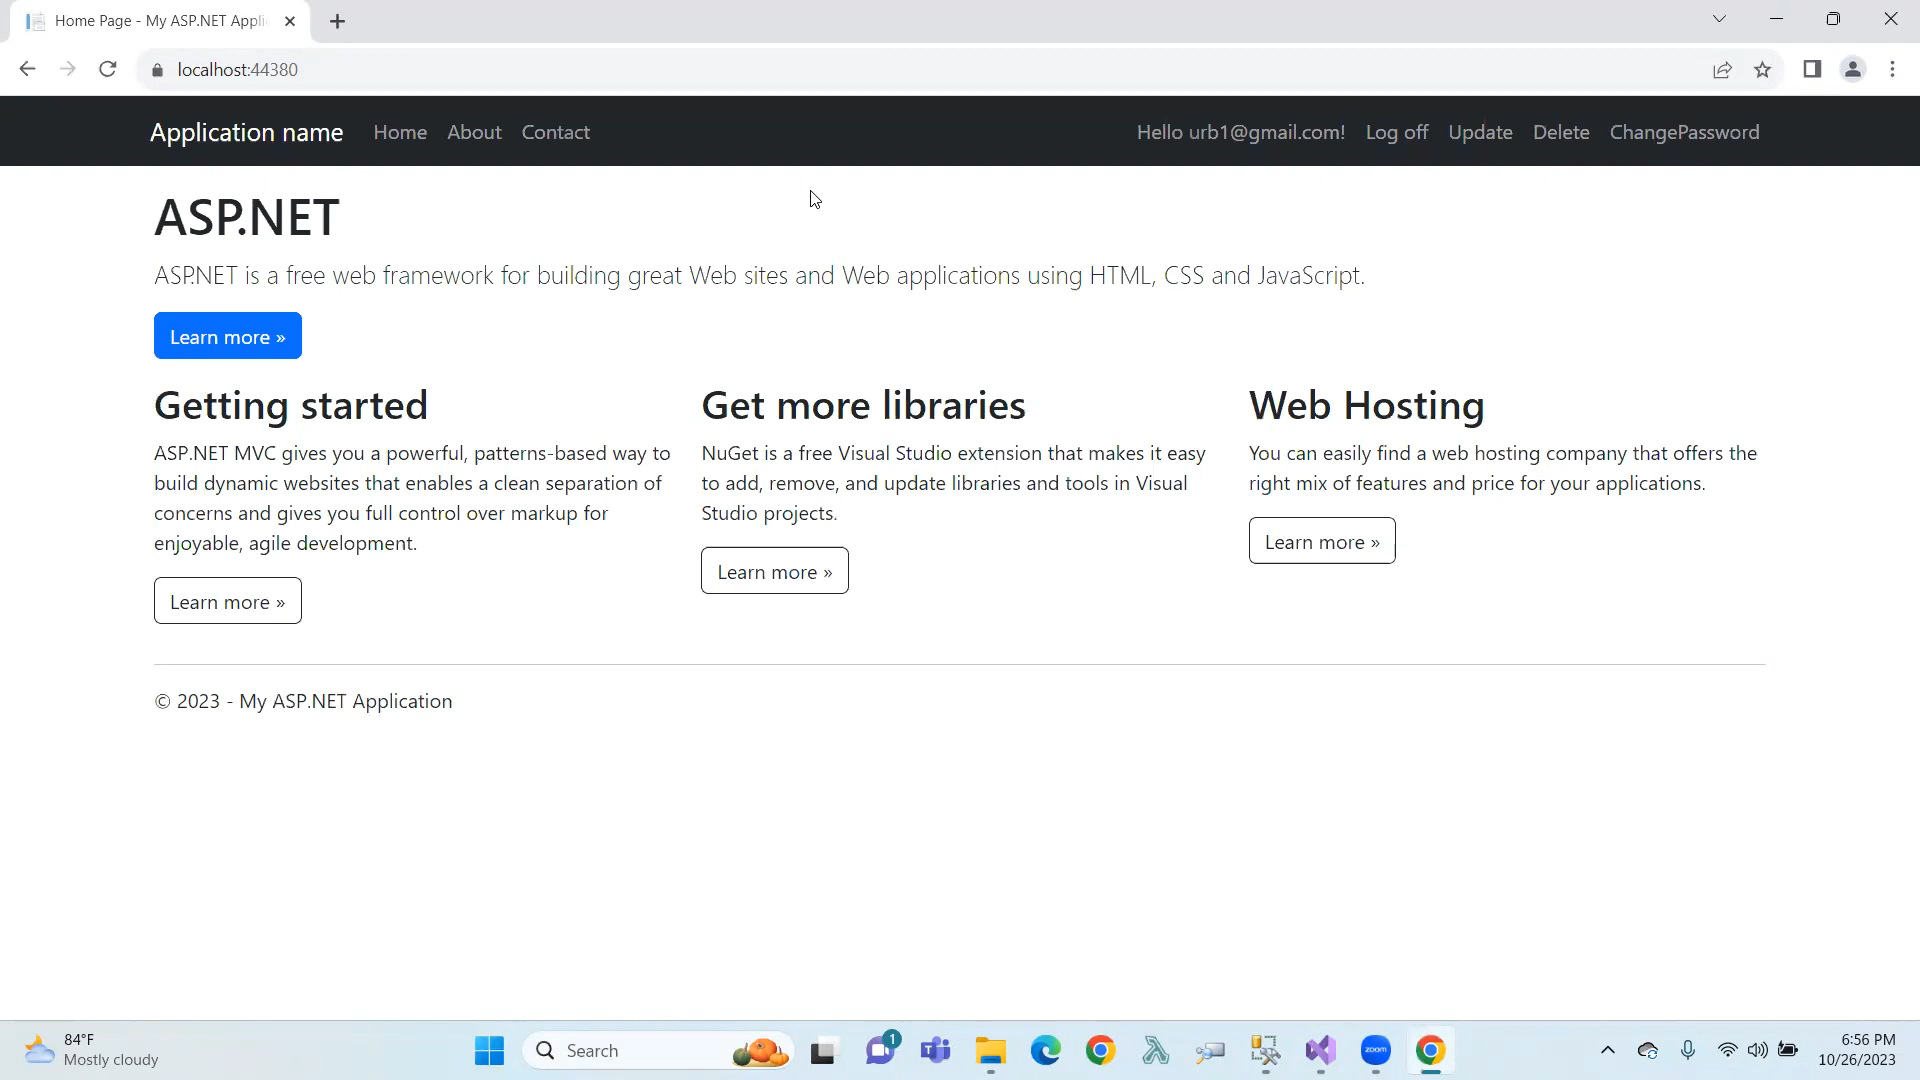 Home Page - My ASP.NET Appli
localhost:44380
Application name
Home
About
Contact
Hello urb1@gmail.com!
Log off
Update
Delete
ChangePassword
ASP.NET
ASP.NET is a free web framework for building great Web sites and Web applications using HTML, CSS and JavaScript.
Learn more »
Getting started
ASP.NET MVC gives you a powerful, patterns-based way to
build dynamic websites that enables a clean separation of
concerns and gives you full control over markup for
enjoyable, agile development.
Learn more »
Get more libraries
NuGet is a free Visual Studio extension that makes it easy
to add, remove, and update libraries and tools in Visual
Studio projects.
Learn more »
Web Hosting
You can easily find a web hosting company that offers the
right mix of features and price for your applications.
Learn more »
© 2023 - My ASP.NET Application
84°F
Mostly cloudy
Search
1
zoom
6:56 PM
10/26/2023